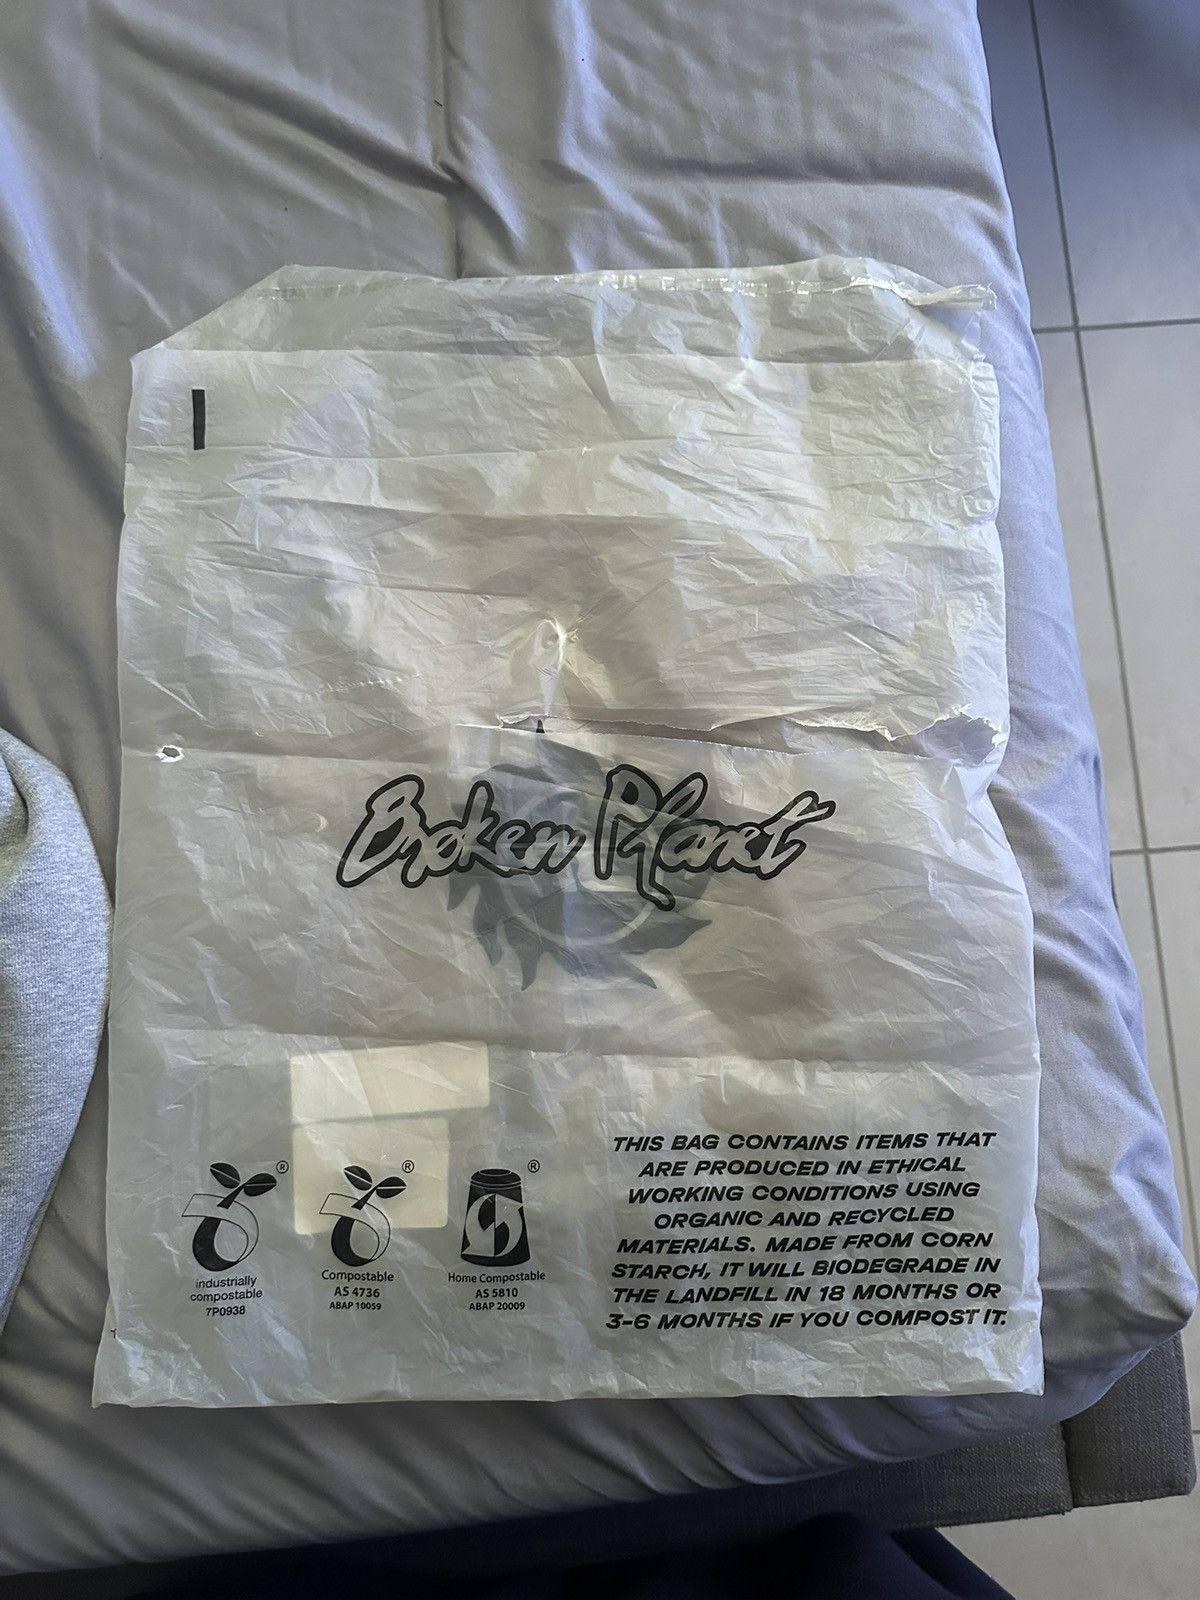 Broken Planet
®
industrially
compostable
7P0938
®
Compostable
AS 4736
ABAP 10059
®
Home Compostable
AS 5810
ABAP 20009
THIS BAG CONTAINS ITEMS THAT
ARE PRODUCED IN ETHICAL
WORKING CONDITIONS USING
ORGANIC AND RECYCLED
MATERIALS. MADE FROM CORN
STARCH, IT WILL BIODEGRADE IN
THE LANDFILL IN 18 MONTHS OR
3-6 MONTHS IF YOU COMPOST IT.